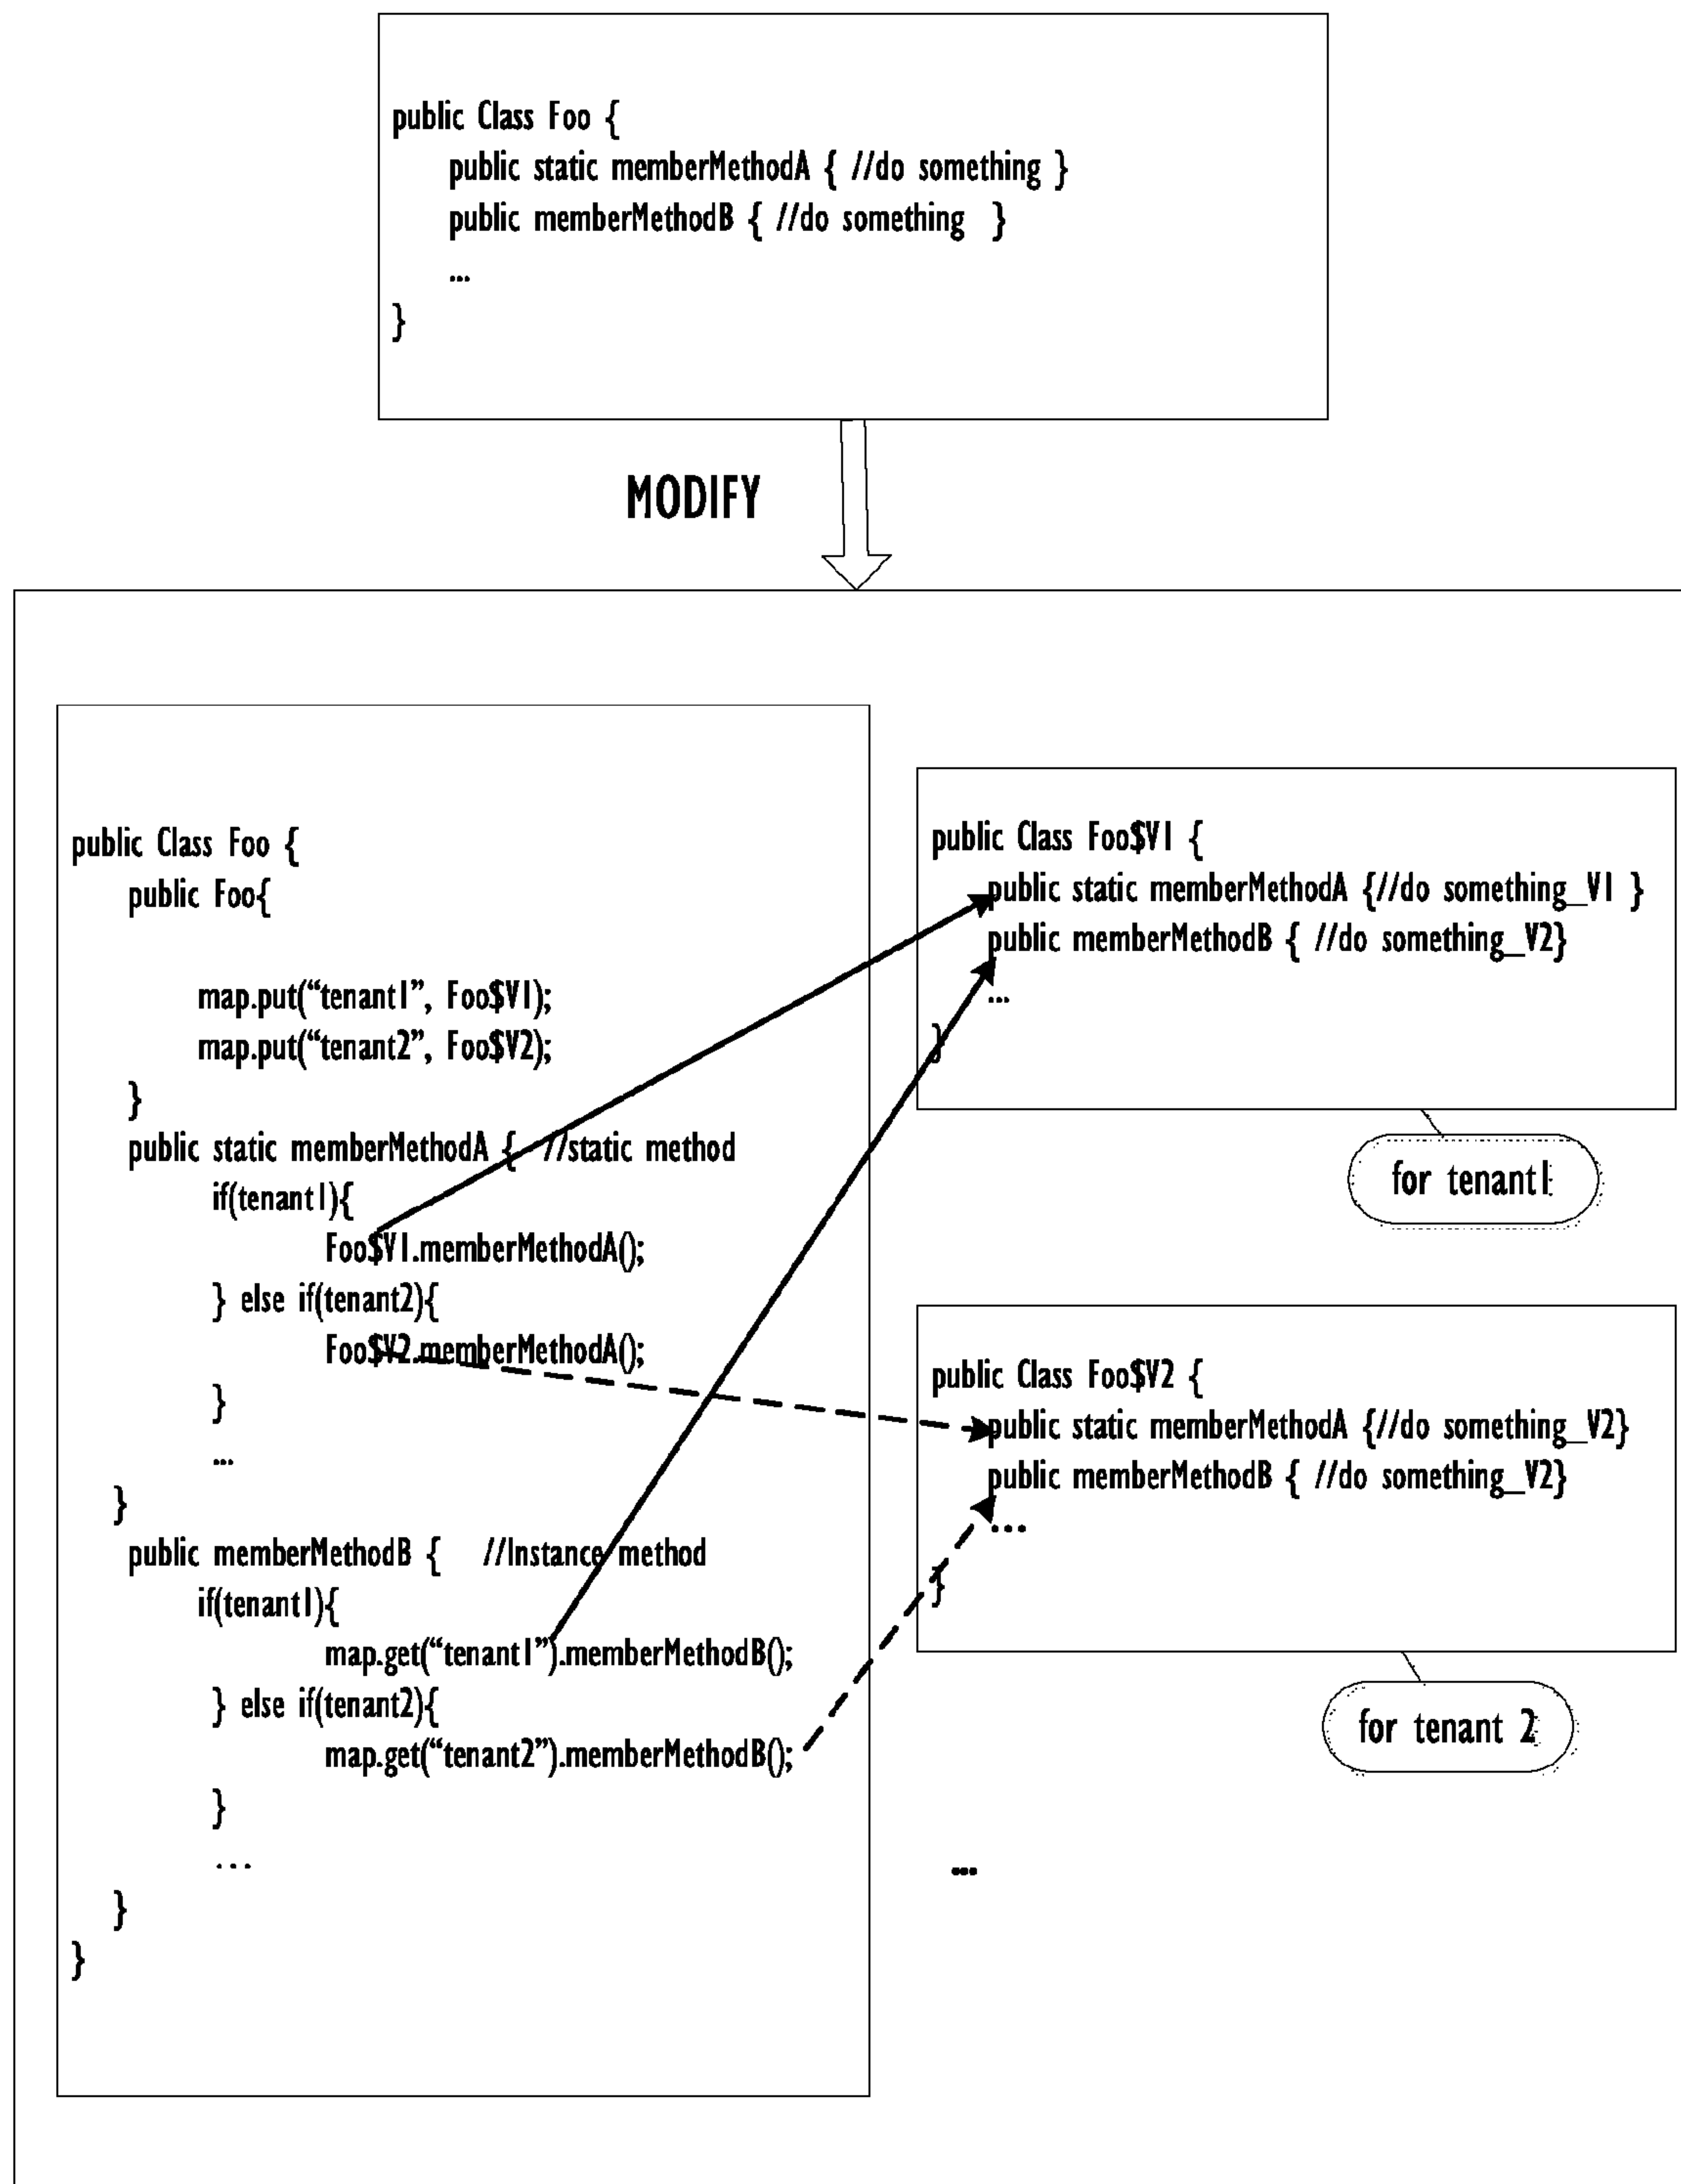 public Class Foo {
public static memberMethodA { //do something }
public memberMethodB { //do something }
...
}
MODIFY
public Class Foo {
public Foo{
map.put(“tenant1”, Foo$V1);
map.put(“tenant2”, Foo$V2);
}
public static memberMethodA { //static method
if(tenant1){
Foo$V1.memberMethodA();
} else if(tenant2){
Foo$V2.memberMethodA();
}
...
}
public memberMethodB { //Instance method
if(tenant1){
map.get(“tenant1”).memberMethodB();
} else if(tenant2){
map.get(“tenant2”).memberMethodB();
}
...
}
}
public Class Foo$V1 {
public static memberMethodA {//do something_V1 }
public memberMethodB { //do something_V2}
...
}
for tenant1
public Class Foo$V2 {
public static memberMethodA {//do something_V2}
public memberMethodB { //do something_V2}
...
}
for tenant 2
...